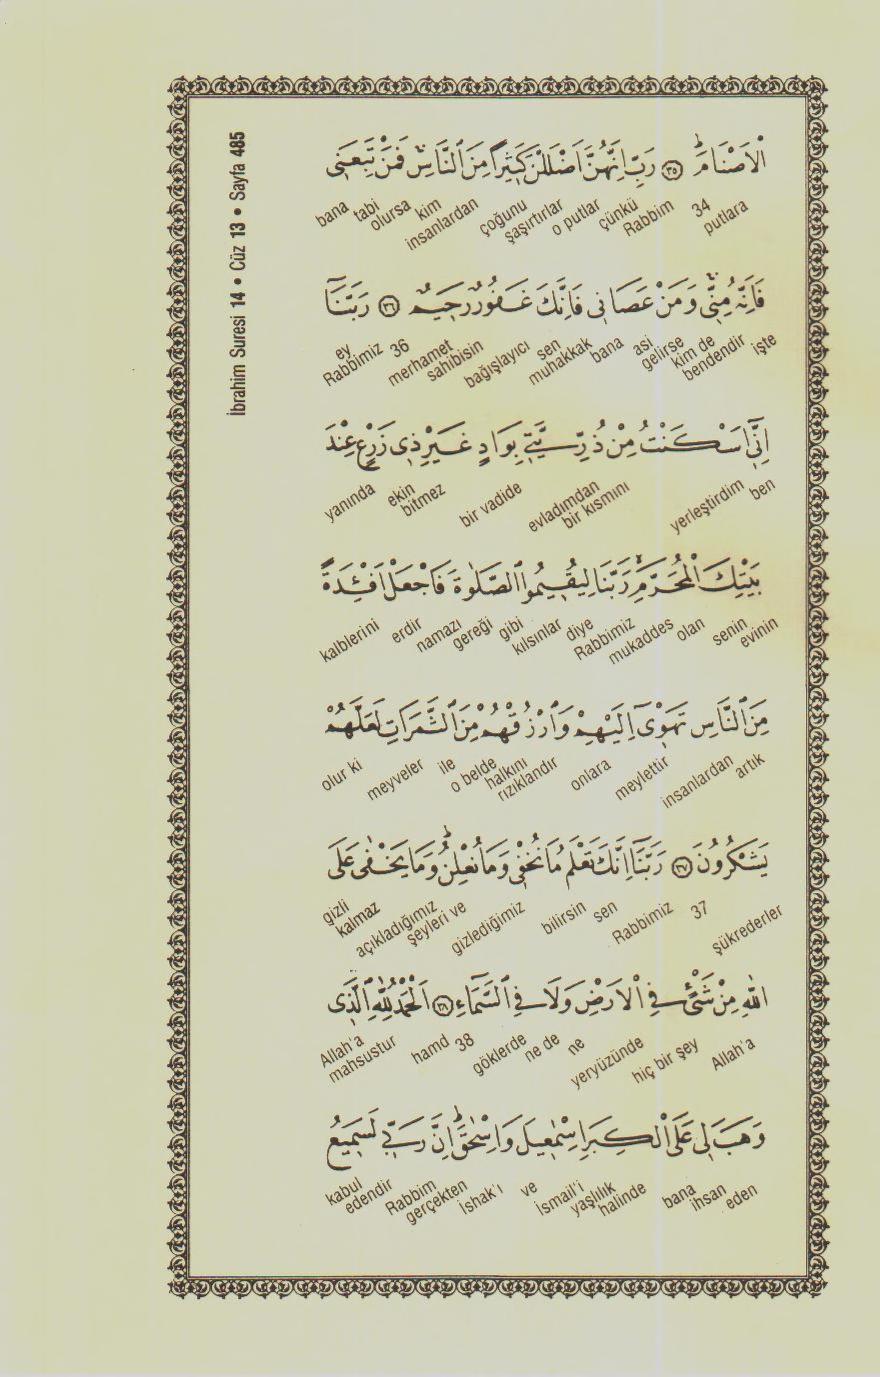 İbrahim Suresi 14 • Cüz 13 • Sayfa 485
الْاَصْنَامَۜ ﴿٣٥﴾ رَبِّ اِنَّهُنَّ اَضْلَلْنَ كَث۪يرًا مِنَ النَّاسِۚ فَمَنْ تَبِعَن۪ي
putlara 34 Rabbim çünkü o putlar şaşırtırlar çoğunu insanlardan kim olursa tabi bana
فَاِنَّهُ مِنّ۪يۚ وَمَنْ عَصَان۪ي فَاِنَّكَ غَفُورٌ رَح۪يمٌ ﴿٣٦﴾ رَبَّنَٓا
işte bendendir kim de gelirse asi bana muhakkak sen bağışlayıcı merhamet sahibisin 36 ey Rabbimiz
اِنّ۪ٓي اَسْكَنْتُ مِنْ ذُرِّيَّت۪ي بِوَادٍ غَيْرِ ذ۪ي زَرْعٍ عِنْدَ
ben yerleştirdim evladımdan bir kısmını bir vadide ekin bitmez yanında
بَيْتِكَ الْمُحَرَّمِۙ رَبَّنَا لِيُق۪يمُوا الصَّلٰوةَ فَاجْعَلْ اَفْـِٔدَةً
evinin senin olan mukaddes Rabbimiz diye kılsınlar gibi gereği namazı erdir kalblerini
مِنَ النَّاسِ تَهْو۪ٓي اِلَيْهِمْ وَارْزُقْهُمْ مِنَ الثَّمَرَاتِ لَعَلَّهُمْ
artık insanlardan meylettir onlara rızıklandır halkını o belde ile meyveler olur ki
يَشْكُرُونَ ﴿٣٧﴾ رَبَّنَٓا اِنَّكَ تَعْلَمُ مَا نُخْف۪ي وَمَا نُعْلِنُۜ وَمَا يَخْفٰى عَلَى
şükrederler 37 Rabbimiz sen bilirsin gizlediğimiz şeyleri ve açıkladığımız kalmaz gizli
اللّٰهِ مِنْ شَيْءٍ فِي الْاَرْضِ وَلَا فِي السَّمَٓاءِ ﴿٣٨﴾ اَلْحَمْدُ لِلّٰهِ الَّذ۪ي
Allah'a hiç bir şey yeryüzünde ne ne de göklerde 38 hamd mahsustur Allah'a
وَهَبَ ل۪ي عَلَى الْكِبَرِ اِسْمٰع۪يلَ وَاِسْحٰقَۜ اِنَّ رَبّ۪ي لَسَم۪يعُ
eden ihsan bana halinde yaşlılık İsmail'i ve İshak'ı gerçekten Rabbim edendir kabul